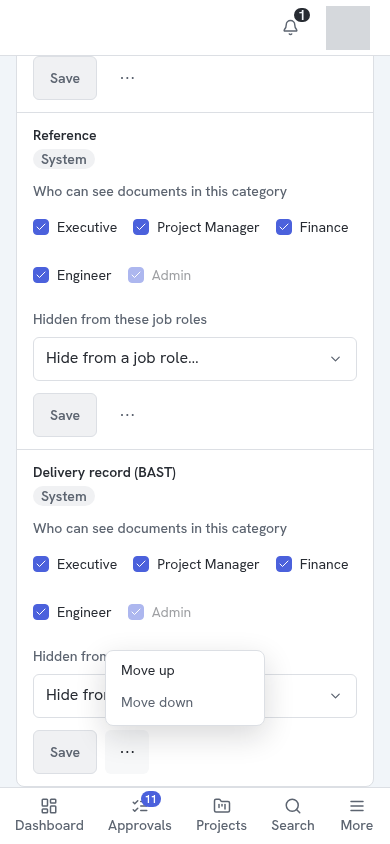 1
Save ...
Reference
System
Who can see documents in this category
Executive Project Manager Finance
Engineer Admin
Hidden from these job roles
Hide from a job role...
Save ...
Delivery record (BAST)
System
Who can see documents in this category
Executive Project Manager Finance
Engineer Admin
Hidden from
Move up
Hide from
Move down
Save ...
11
Dashboard Approvals Projects Search More